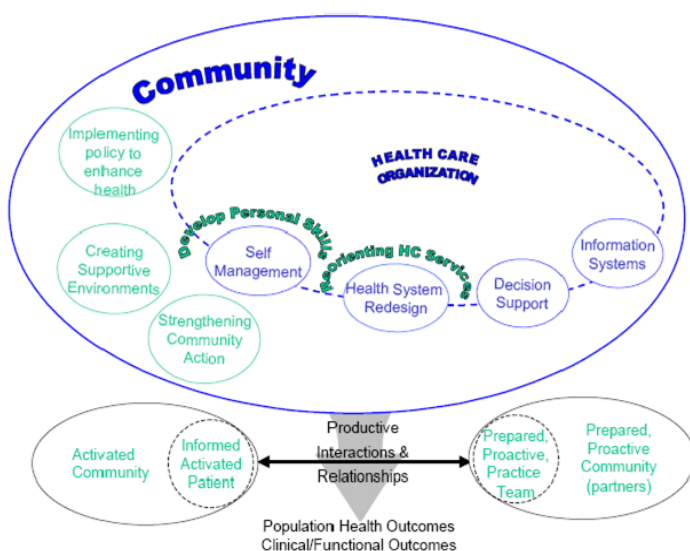 Community
Implementing
policy to
enhance
health
HEALTH CARE
ORGANIZATION
Develop Personal Skills
Self
Management
Reorienting HC Services
Health System
Redesign
Decision
Support
Information
Systems
Creating
Supportive
Environments
Strengthening
Community
Action
Activated
Community
Informed
Activated
Patient
Productive
Interactions &
Relationships
Prepared,
Proactive,
Practice
Team
Prepared,
Proactive
Community
(partners)
Population Health Outcomes
Clinical/Functional Outcomes